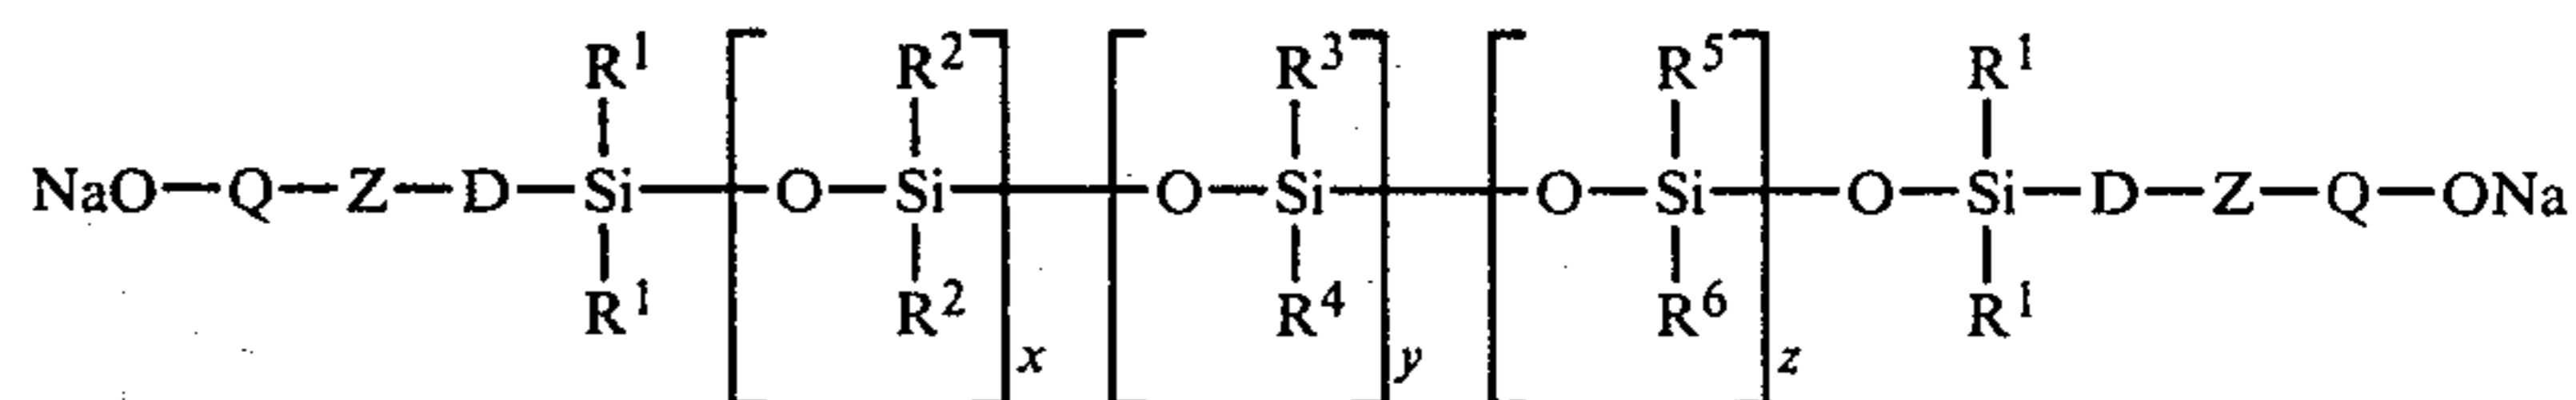 R¹ R² R³ R⁵ R¹
NaO—Q—Z—D—Si—[O—Si—]—[O—Si—]—[O—Si—]—O—Si—D—Z—Q—ONa
R¹ R² R⁴ R⁶ R¹
x y z